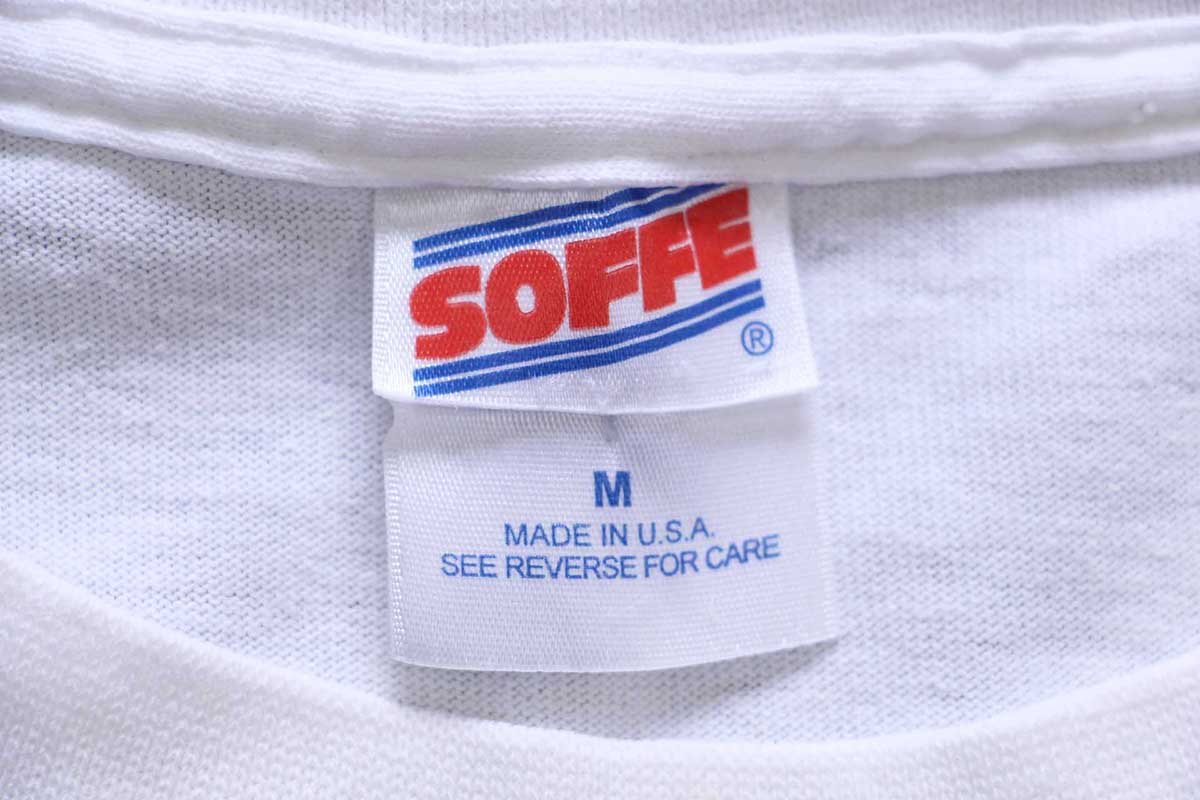 SOFFE
®
M
MADE IN U.S.A.
SEE REVERSE FOR CARE